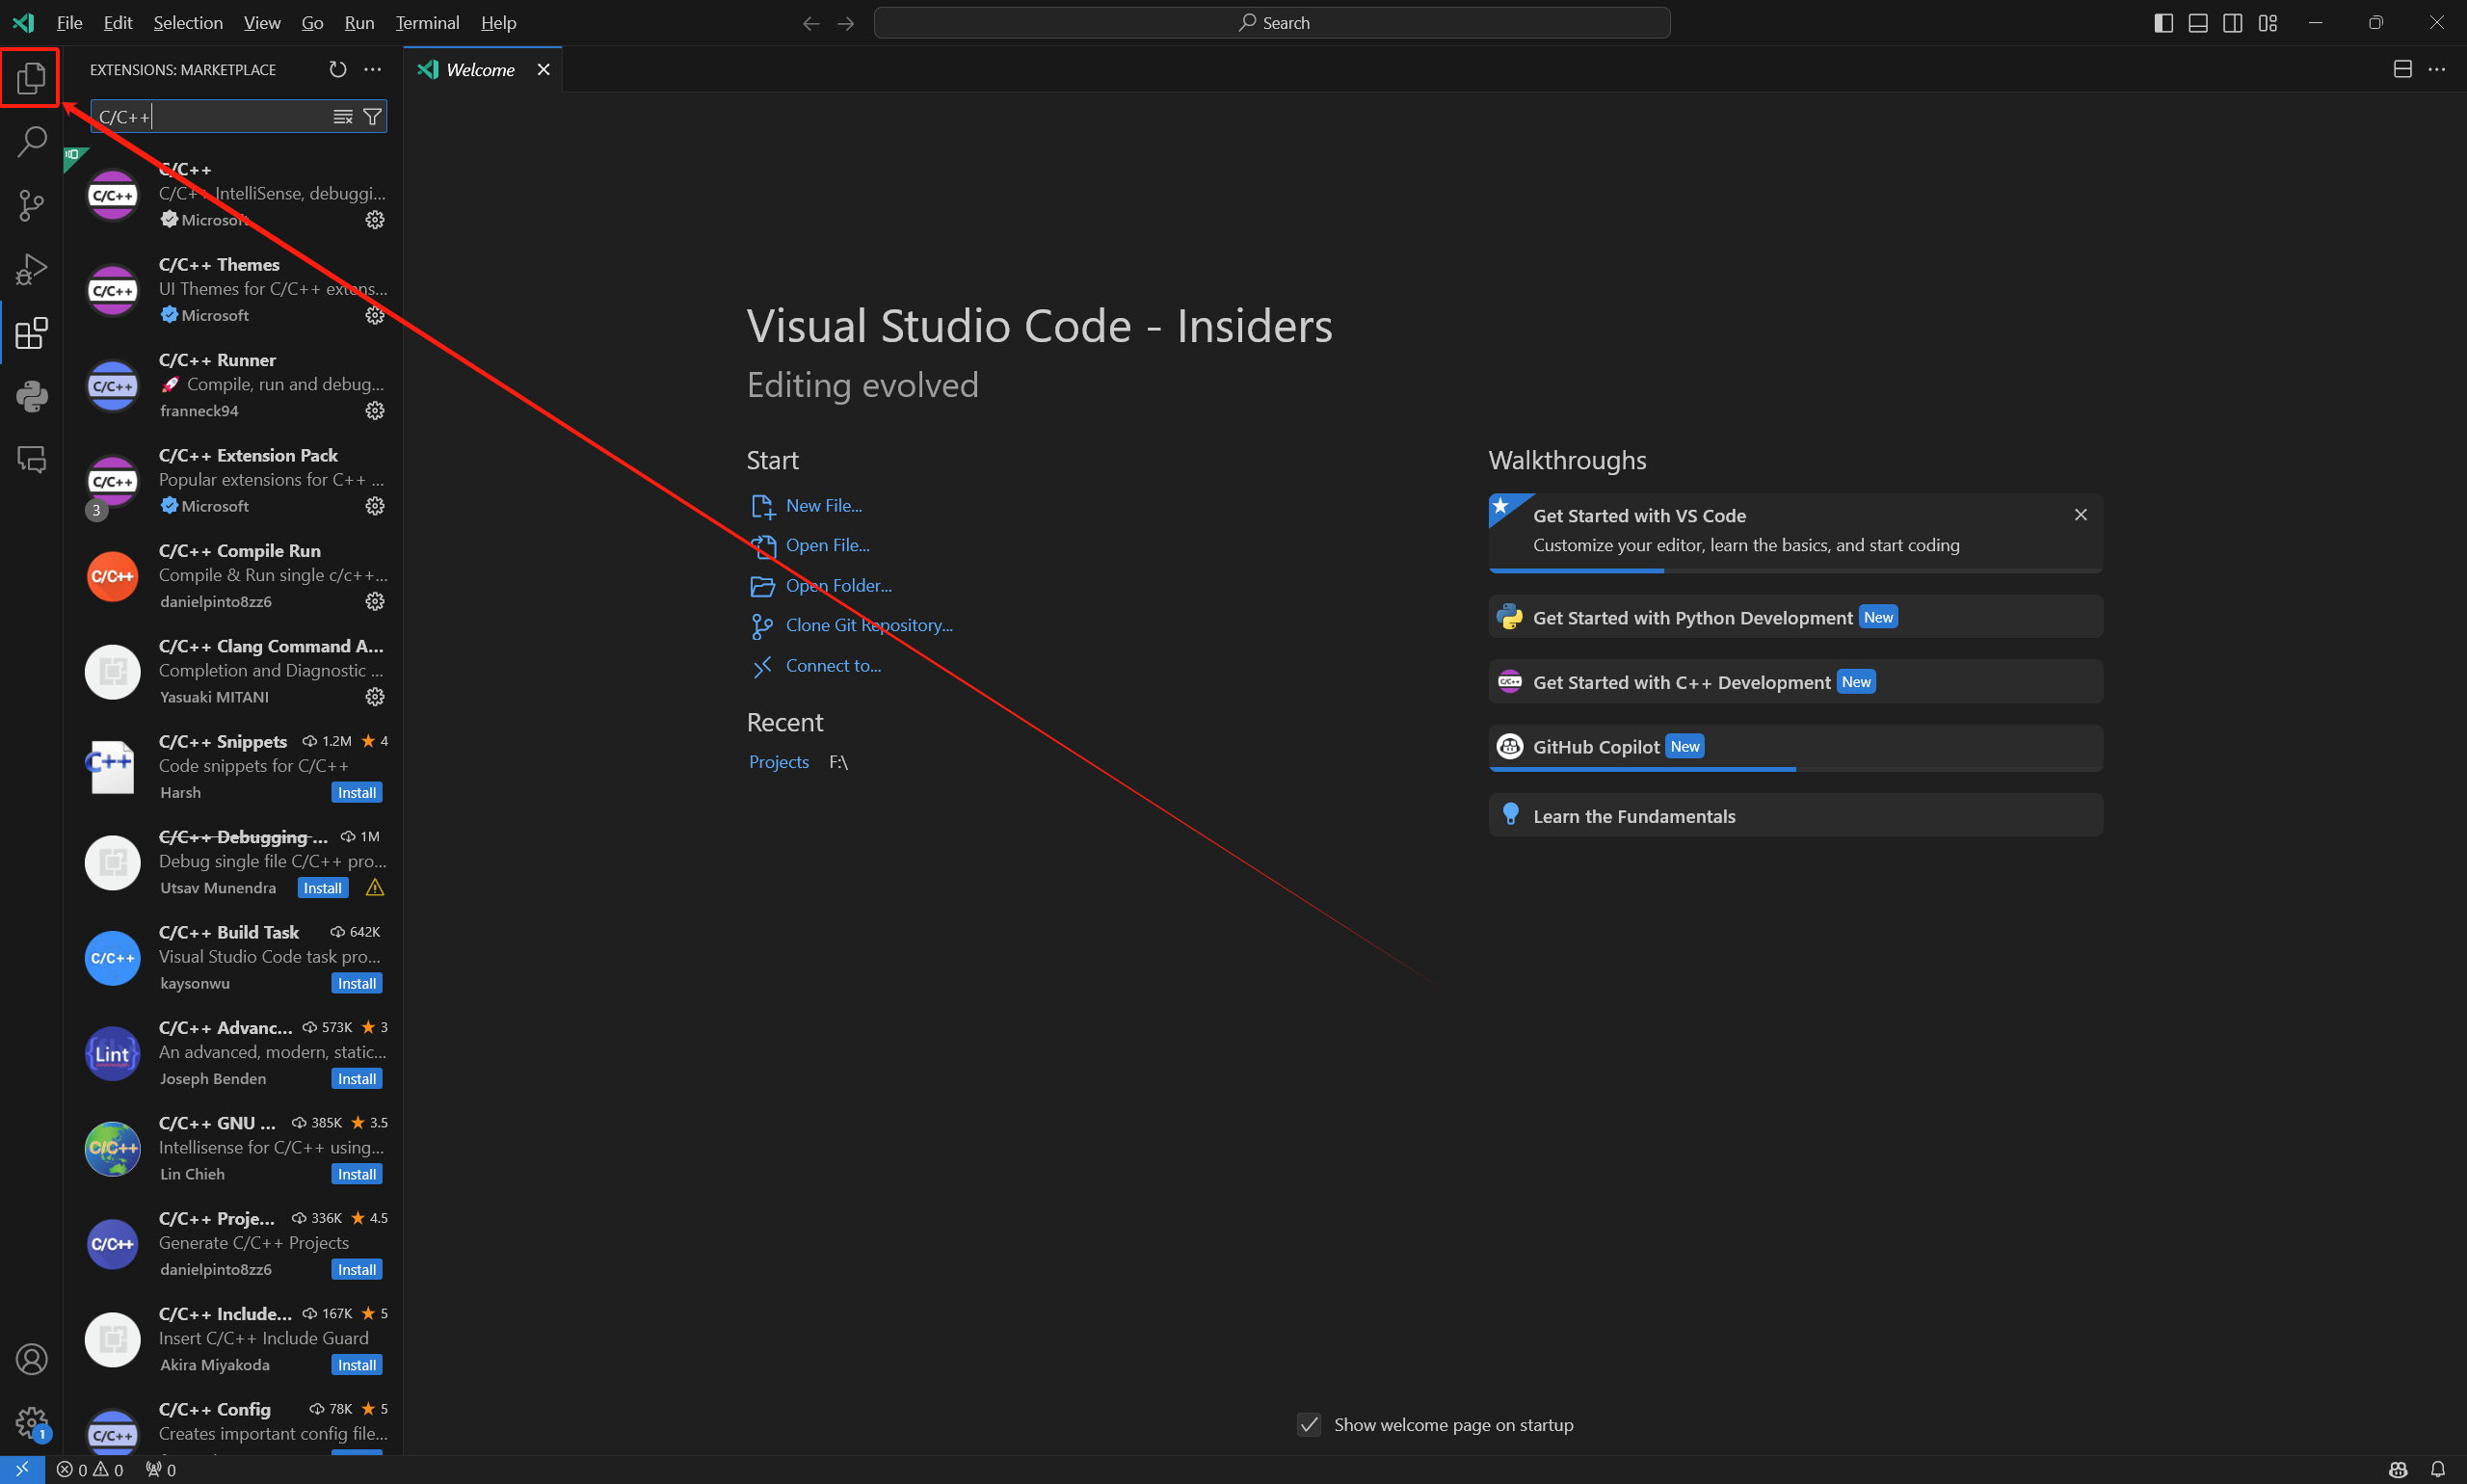 File Edit Selection View Go Run Terminal Help
Search
EXTENSIONS: MARKETPLACE
Welcome
C/C++
C/C++
C/C++
C/C++ IntelliSense, debuggi...
Microsoft
C/C++ Themes
C/C++
UI Themes for C/C++ extens...
Microsoft
C/C++ Runner
C/C++
🚀 Compile, run and debug...
franneck94
C/C++ Extension Pack
C/C++
Popular extensions for C++ ...
3
Microsoft
C/C++ Compile Run
C/C++
Compile & Run single c/c++...
danielpinto8zz6
C/C++ Clang Command A...
Completion and Diagnostic ...
Yasuaki MITANI
C/C++ Snippets 1.2M ★ 4
C++
Code snippets for C/C++
Harsh Install
C/C++ Debugging ... 1M
Debug single file C/C++ pro...
Utsav Munendra Install
C/C++ Build Task 642K
C/C++
Visual Studio Code task pro...
kaysonwu Install
C/C++ Advanc... 573K ★ 3
{Lint}
An advanced, modern, static...
Joseph Benden Install
C/C++ GNU ... 385K ★ 3.5
C/C++
Intellisense for C/C++ using...
Lin Chieh Install
C/C++ Proje... 336K ★ 4.5
C/C++
Generate C/C++ Projects
danielpinto8zz6 Install
C/C++ Include... 167K ★ 5
Insert C/C++ Include Guard
Akira Miyakoda Install
C/C++ Config 78K ★ 5
C/C++
Creates important config file...
1
Visual Studio Code - Insiders
Editing evolved
Start
New File...
Open File...
Open Folder...
Clone Git Repository...
Connect to...
Recent
Projects F:\
Walkthroughs
Get Started with VS Code
Customize your editor, learn the basics, and start coding
Get Started with Python Development New
C/C++
Get Started with C++ Development New
GitHub Copilot New
Learn the Fundamentals
Show welcome page on startup
0 0 0